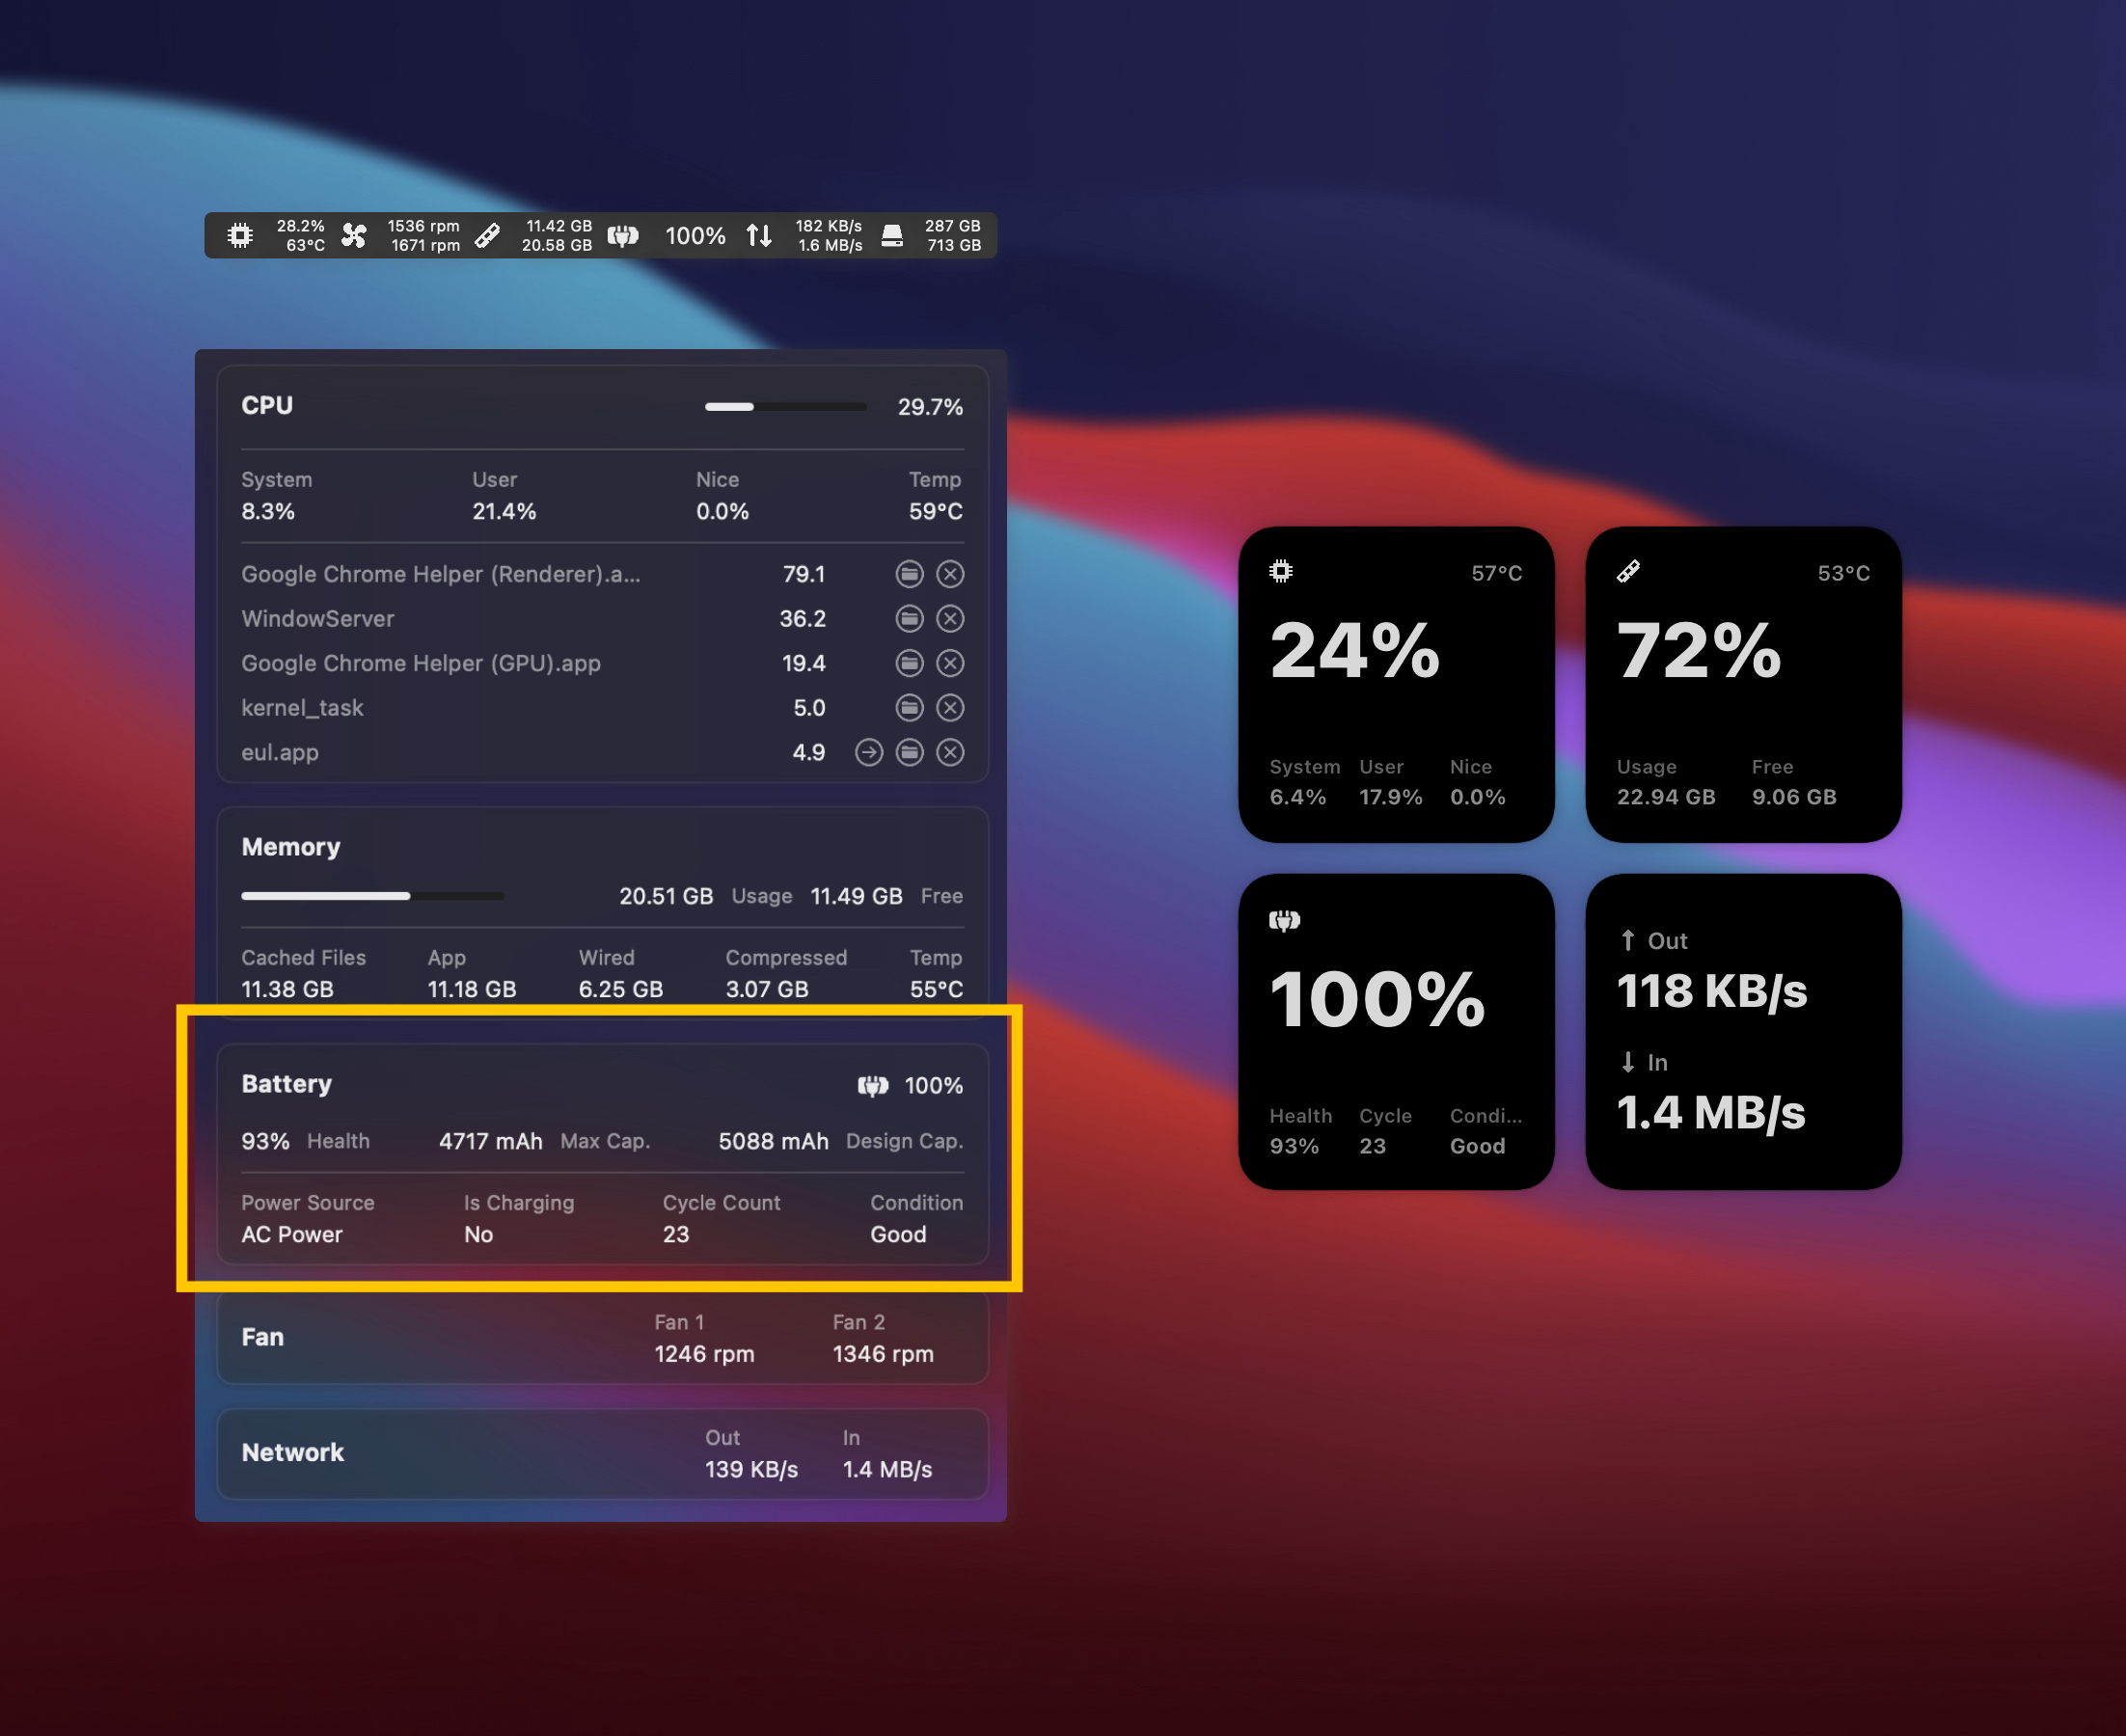 28.2% 1536 rpm 11.42 GB 100% 182 KB/s 287 GB
63°C 1671 rpm 20.58 GB 1.6 MB/s 713 GB
CPU 29.7%
System User Nice Temp
8.3% 21.4% 0.0% 59°C
Google Chrome Helper (Renderer).a... 79.1
WindowServer 36.2
Google Chrome Helper (GPU).app 19.4
kernel_task 5.0
eul.app 4.9
Memory
20.51 GB Usage 11.49 GB Free
Cached Files App Wired Compressed Temp
11.38 GB 11.18 GB 6.25 GB 3.07 GB 55°C
Battery 100%
93% Health 4717 mAh Max Cap. 5088 mAh Design Cap.
Power Source Is Charging Cycle Count Condition
AC Power No 23 Good
Fan
Fan 1 Fan 2
1246 rpm 1346 rpm
Network
Out In
139 KB/s 1.4 MB/s
57°C
24%
System User Nice
6.4% 17.9% 0.0%
53°C
72%
Usage Free
22.94 GB 9.06 GB
100%
Health Cycle Condi...
93% 23 Good
Out
118 KB/s
In
1.4 MB/s